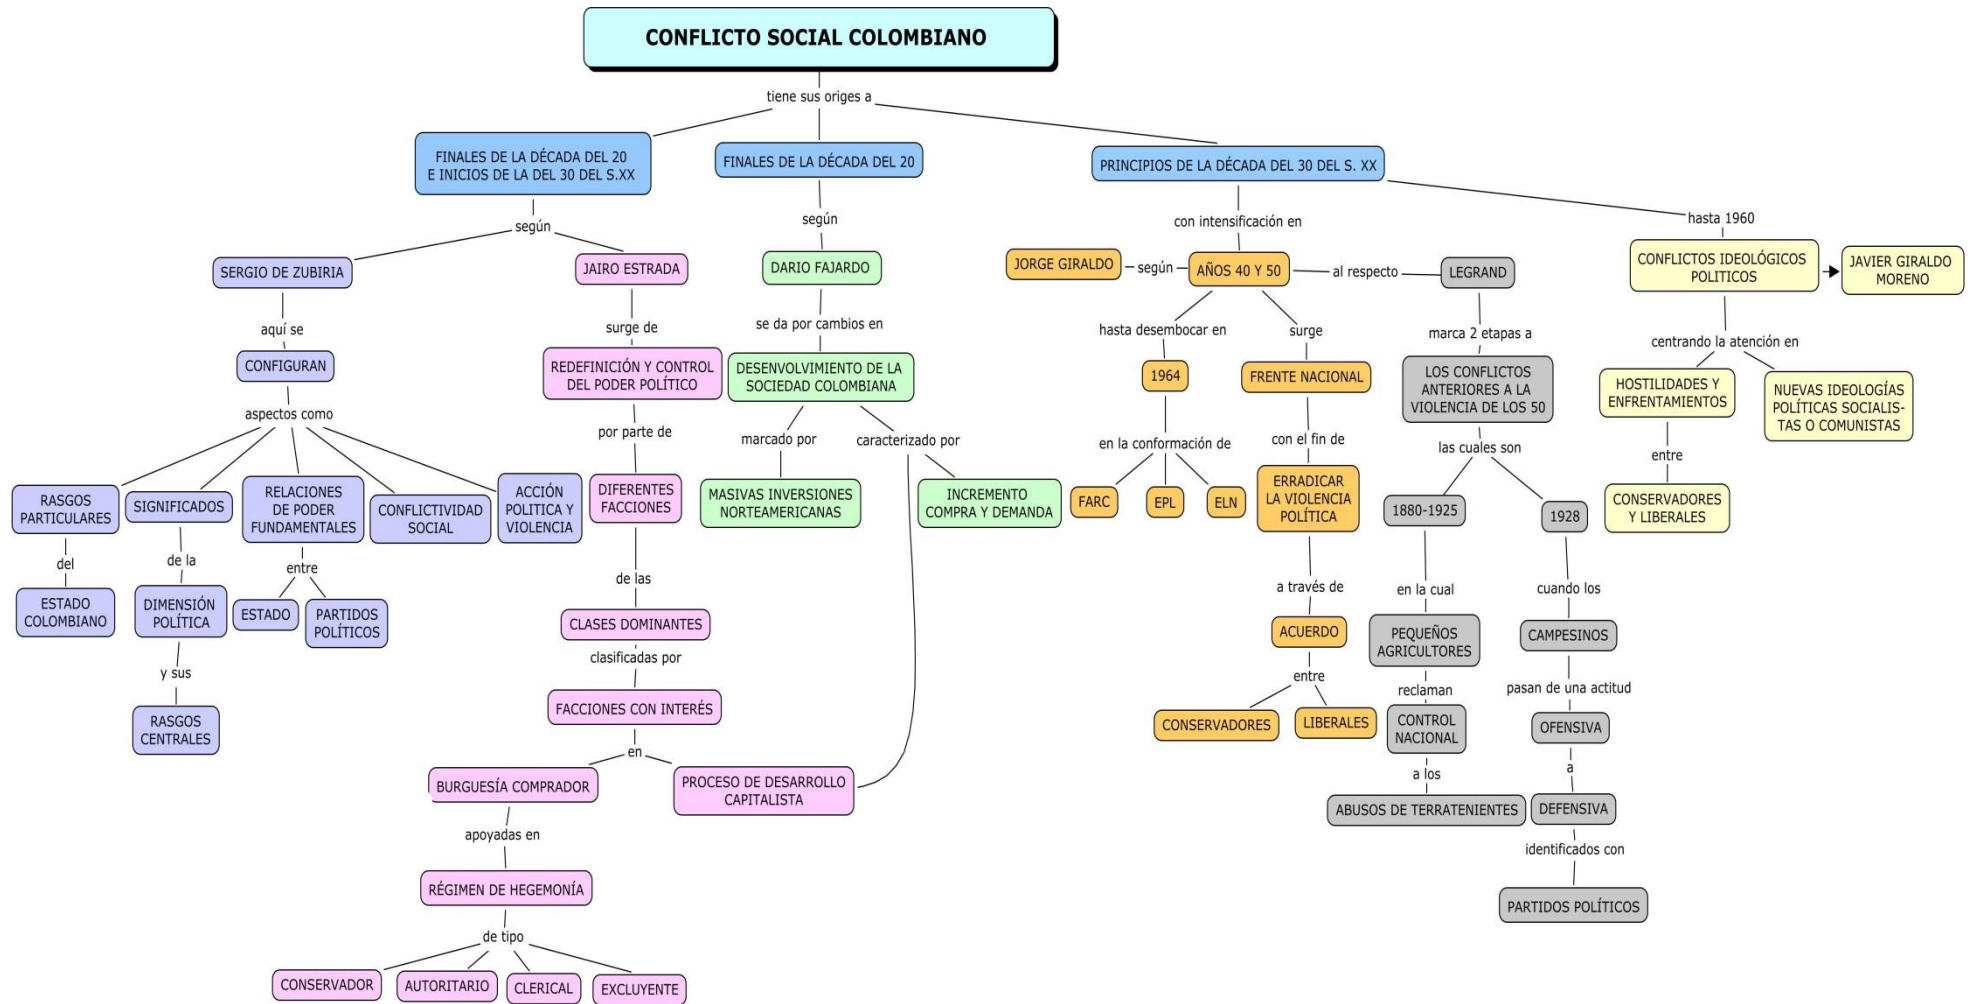 CONFLICTO SOCIAL COLOMBIANO
tiene sus origes a
FINALES DE LA DÉCADA DEL 20
E INICIOS DE LA DEL 30 DEL S.XX
según
SERGIO DE ZUBIRIA
aquí se
CONFIGURAN
aspectos como
RASGOS
PARTICULARES
del
ESTADO
COLOMBIANO
SIGNIFICADOS
de la
DIMENSIÓN
POLÍTICA
y sus
RASGOS
CENTRALES
RELACIONES
DE PODER
FUNDAMENTALES
entre
ESTADO
PARTIDOS
POLÍTICOS
CONFLICTIVIDAD
SOCIAL
ACCIÓN
POLITICA Y
VIOLENCIA
JAIRO ESTRADA
surge de
REDEFINICIÓN Y CONTROL
DEL PODER POLÍTICO
por parte de
DIFERENTES
FACCIONES
de las
CLASES DOMINANTES
clasificadas por
FACCIONES CON INTERÉS
en
BURGUESÍA COMPRADOR
apoyadas en
RÉGIMEN DE HEGEMONÍA
de tipo
CONSERVADOR
AUTORITARIO
CLERICAL
EXCLUYENTE
PROCESO DE DESARROLLO
CAPITALISTA
FINALES DE LA DÉCADA DEL 20
según
DARIO FAJARDO
se da por cambios en
DESENVOLVIMIENTO DE LA
SOCIEDAD COLOMBIANA
marcado por
MASIVAS INVERSIONES
NORTEAMERICANAS
caracterizado por
INCREMENTO
COMPRA Y DEMANDA
PRINCIPIOS DE LA DÉCADA DEL 30 DEL S. XX
con intensificación en
JORGE GIRALDO
según
AÑOS 40 Y 50
al respecto
LEGRAND
hasta desembocar en
1964
en la conformación de
FARC
EPL
ELN
surge
FRENTE NACIONAL
con el fin de
ERRADICAR
LA VIOLENCIA
POLÍTICA
a través de
ACUERDO
entre
CONSERVADORES
LIBERALES
marca 2 etapas a
LOS CONFLICTOS
ANTERIORES A LA
VIOLENCIA DE LOS 50
las cuales son
1880-1925
en la cual
PEQUEÑOS
AGRICULTORES
reclaman
CONTROL
NACIONAL
a los
ABUSOS DE TERRATENIENTES
1928
cuando los
CAMPESINOS
pasan de una actitud
OFENSIVA
a
DEFENSIVA
identificados con
PARTIDOS POLÍTICOS
hasta 1960
CONFLICTOS IDEOLÓGICOS
POLITICOS
JAVIER GIRALDO
MORENO
centrando la atención en
HOSTILIDADES Y
ENFRENTAMIENTOS
entre
CONSERVADORES
Y LIBERALES
NUEVAS IDEOLOGÍAS
POLÍTICAS SOCIALIS-
TAS O COMUNISTAS